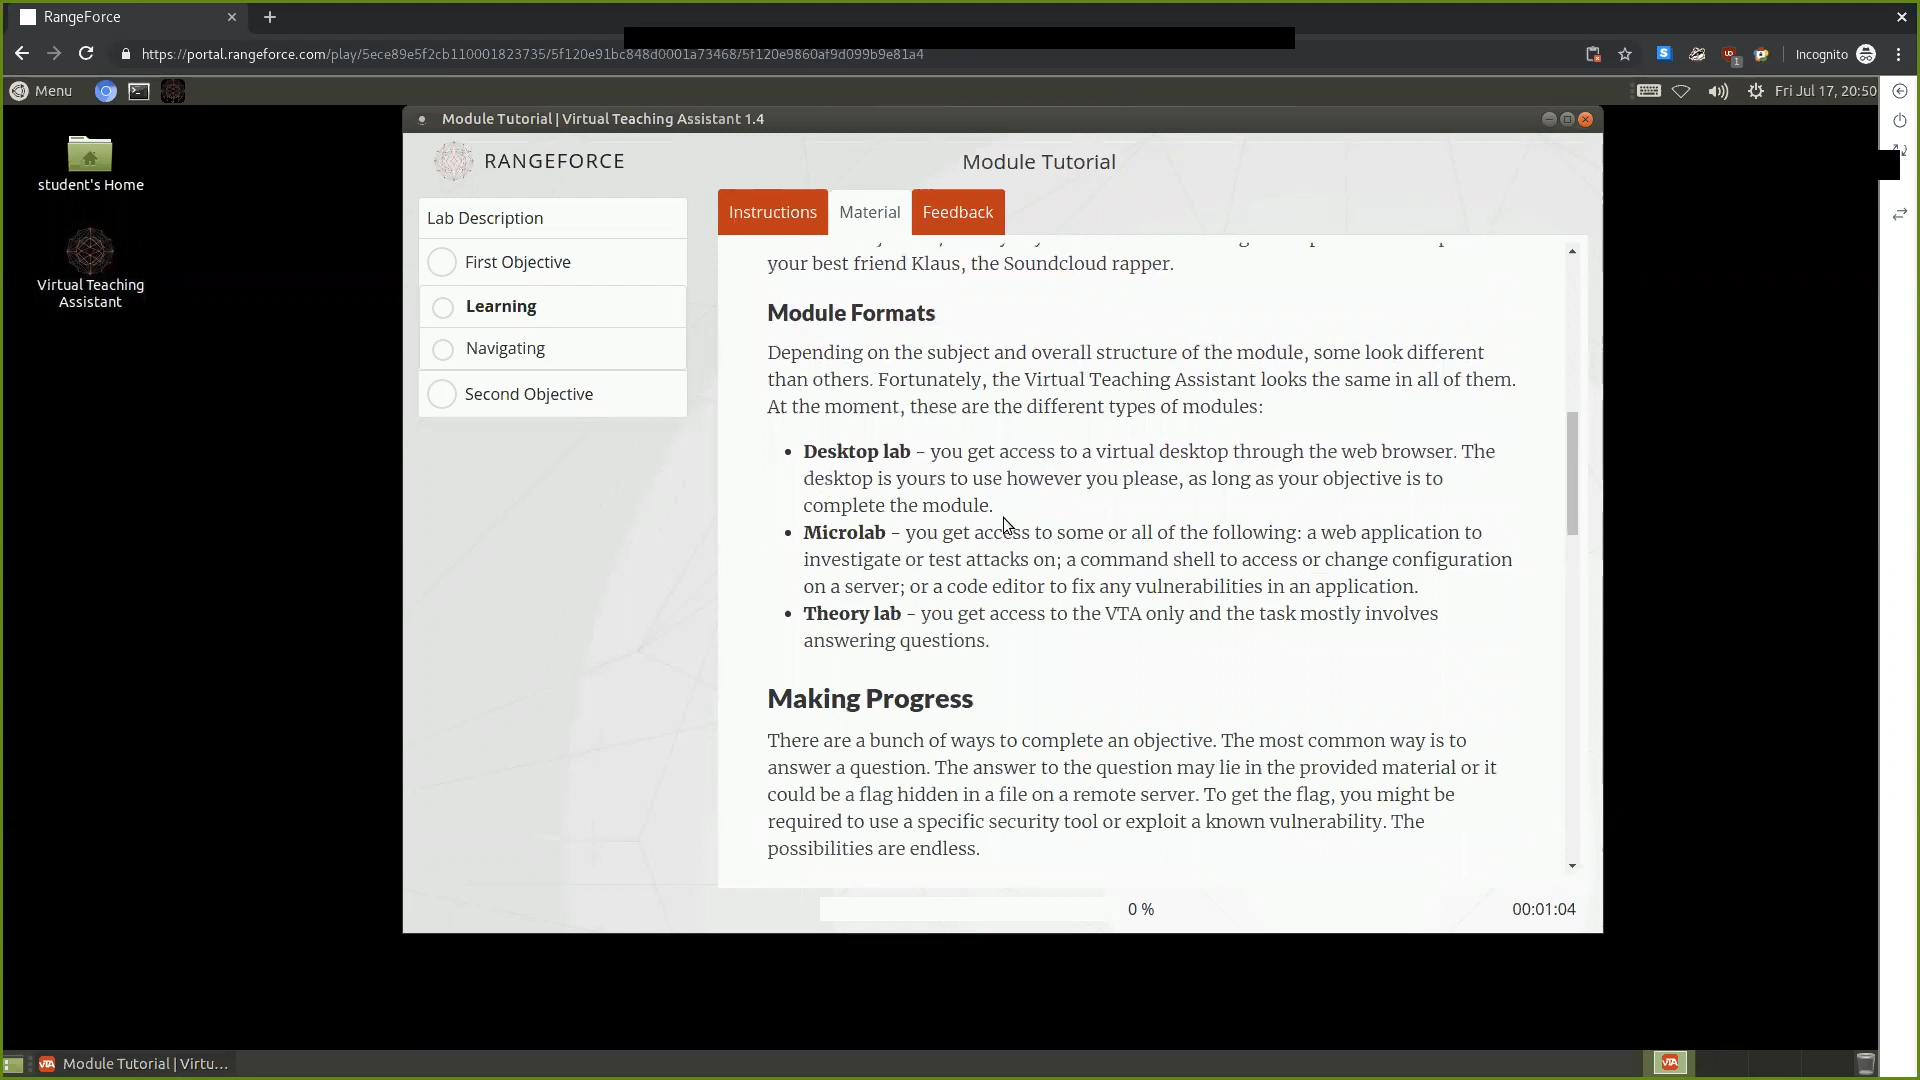 RangeForce
https://portal.rangeforce.com/play/5ece89e5f2cb110001823735/5f120e91bc848d0001a73468/5f120e9860af9d099b9e81a4
Incognito
Menu
Fri Jul 17, 20:50
student's Home
Virtual Teaching
Assistant
Module Tutorial | Virtual Teaching Assistant 1.4
RANGEFORCE
Module Tutorial
Lab Description
First Objective
Learning
Navigating
Second Objective
Instructions
Material
Feedback
your best friend Klaus, the Soundcloud rapper.
Module Formats
Depending on the subject and overall structure of the module, some look different
than others. Fortunately, the Virtual Teaching Assistant looks the same in all of them.
At the moment, these are the different types of modules:
• Desktop lab - you get access to a virtual desktop through the web browser. The
desktop is yours to use however you please, as long as your objective is to
complete the module.
• Microlab - you get access to some or all of the following: a web application to
investigate or test attacks on; a command shell to access or change configuration
on a server; or a code editor to fix any vulnerabilities in an application.
• Theory lab - you get access to the VTA only and the task mostly involves
answering questions.
Making Progress
There are a bunch of ways to complete an objective. The most common way is to
answer a question. The answer to the question may lie in the provided material or it
could be a flag hidden in a file on a remote server. To get the flag, you might be
required to use a specific security tool or exploit a known vulnerability. The
possibilities are endless.
0 %
00:01:04
VTA
Module Tutorial | Virtu...
VTA